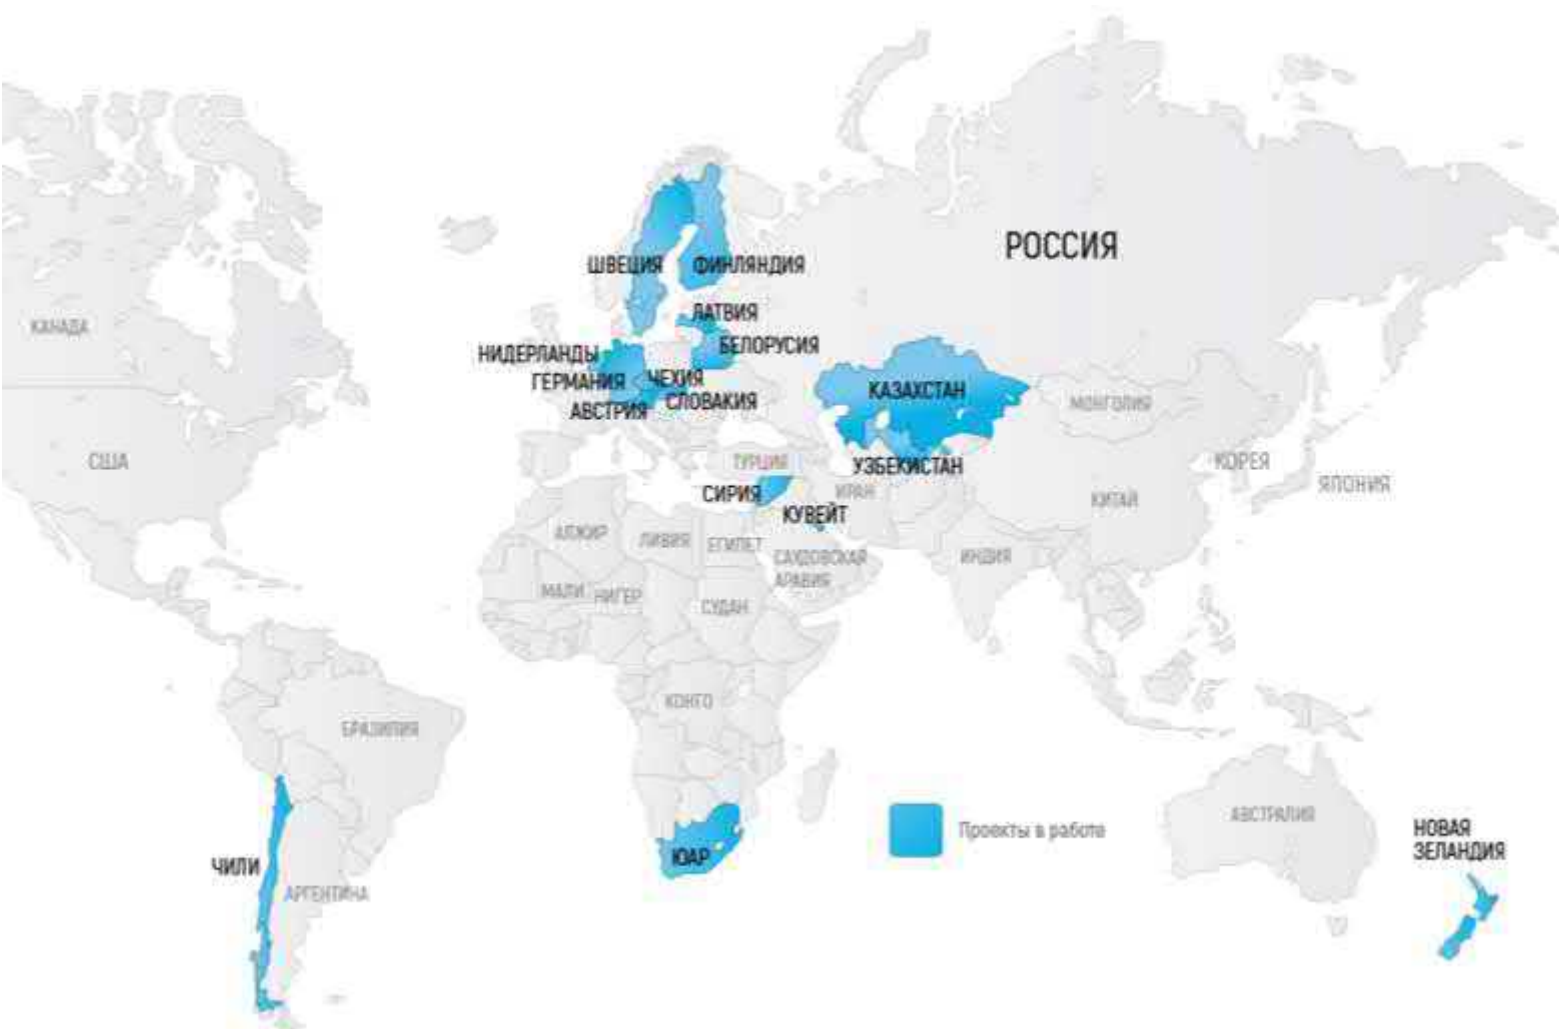 РОССИЯ
ШВЕЦИЯ
ФИНЛЯНДИЯ
ЛАТВИЯ
КАНАДА
БЕЛОРУСИЯ
НИДЕРЛАНДЫ
ГЕРМАНИЯ
ЧЕХИЯ
КАЗАХСТАН
СЛОВАКИЯ
АВСТРИЯ
МОНГОЛИЯ
США
ТУРЦИЯ
УЗБЕКИСТАН
КОРЕЯ
ЯПОНИЯ
СИРИЯ
ИРАН
КИТАЙ
КУВЕЙТ
АЛЖИР
ЛИВИЯ
ЕГИПЕТ
САУДОВСКАЯ
АРАВИЯ
ИНДИЯ
МАЛИ
НИГЕР
СУДАН
КОНГО
БРАЗИЛИЯ
АВСТРАЛИЯ
Проекты в работе
НОВАЯ
ЗЕЛАНДИЯ
ЮАР
ЧИЛИ
АРГЕНТИНА